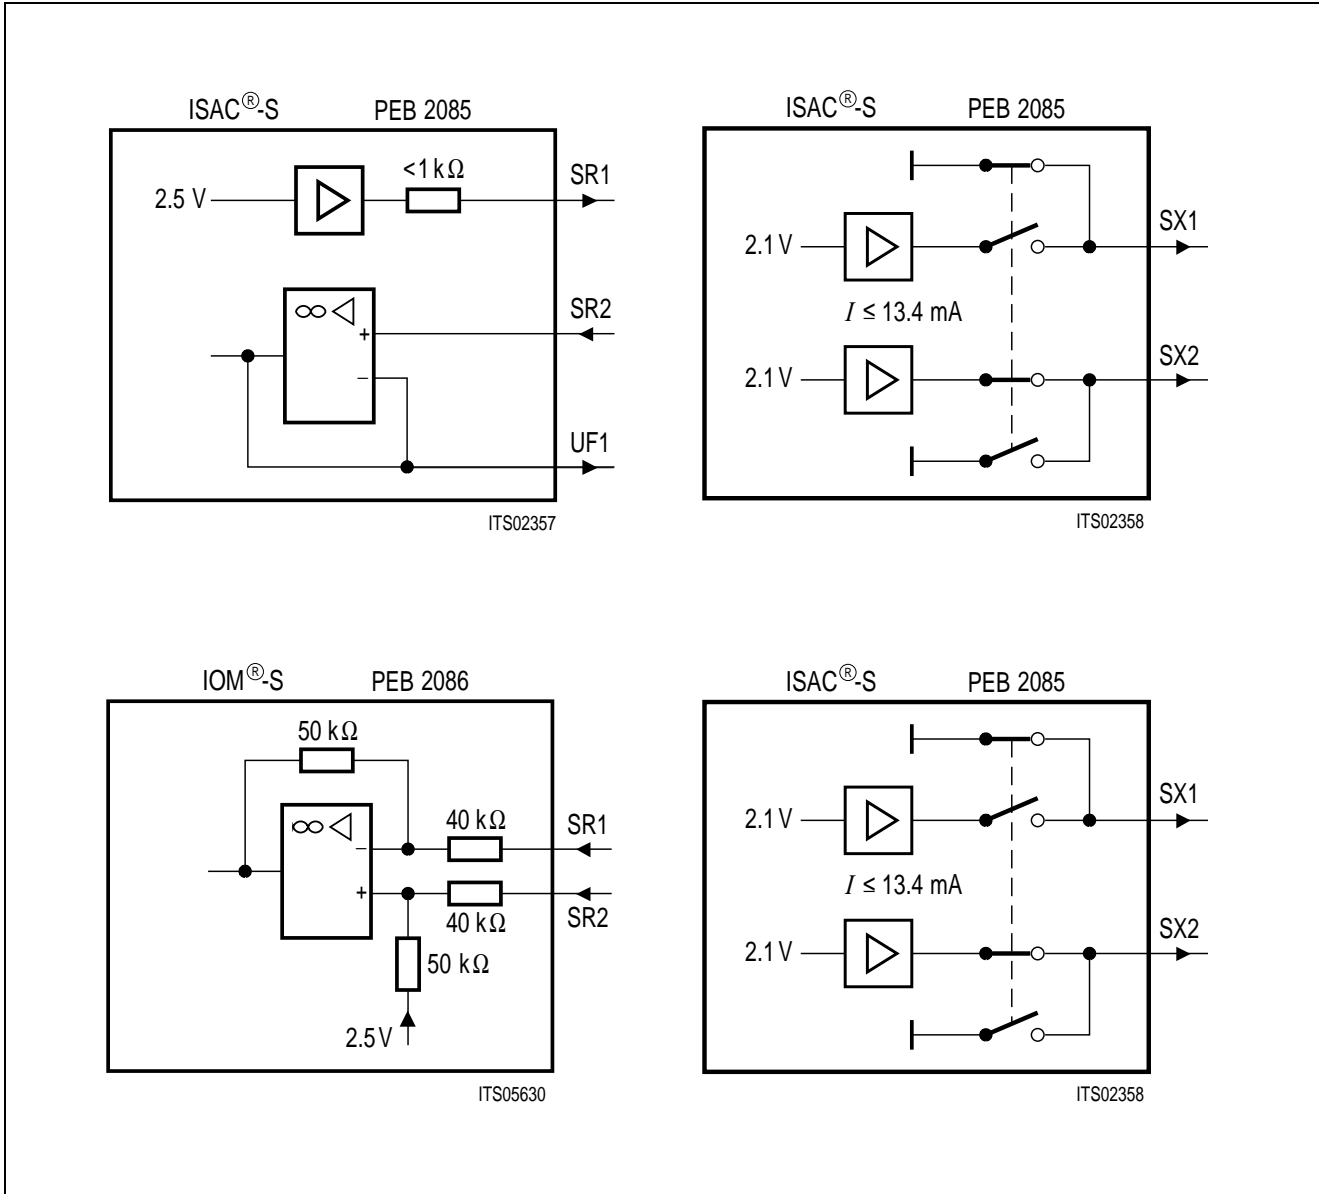 ISAC®-S PEB 2085
<1 kΩ
SR1
2.5 V
∞
+
SR2
−
UF1
ITS02357
ISAC®-S PEB 2085
SX1
2.1 V
I ≤ 13.4 mA
SX2
2.1 V
ITS02358
IOM®-S PEB 2086
50 kΩ
∞
40 kΩ
SR1
−
+
40 kΩ
SR2
50 kΩ
2.5 V
ITS05630
ISAC®-S PEB 2085
SX1
2.1 V
I ≤ 13.4 mA
SX2
2.1 V
ITS02358